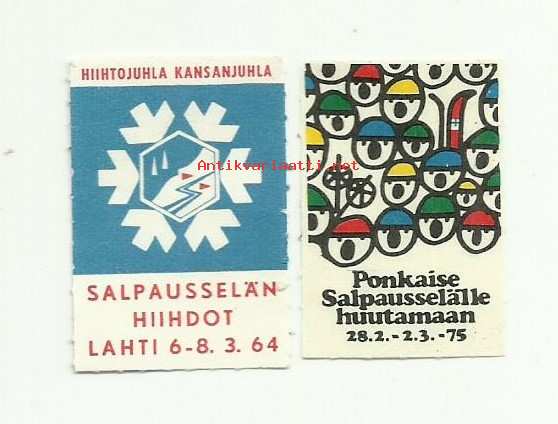 HIIHTOJUHLA KANSANJUHLA
SALPAUSSELÄN
HIIHDOT
LAHTI 6-8. 3. 64
Antikvariaatti.net
Ponkaise
Salpausselälle
huutamaan
28.2.-2.3.-75